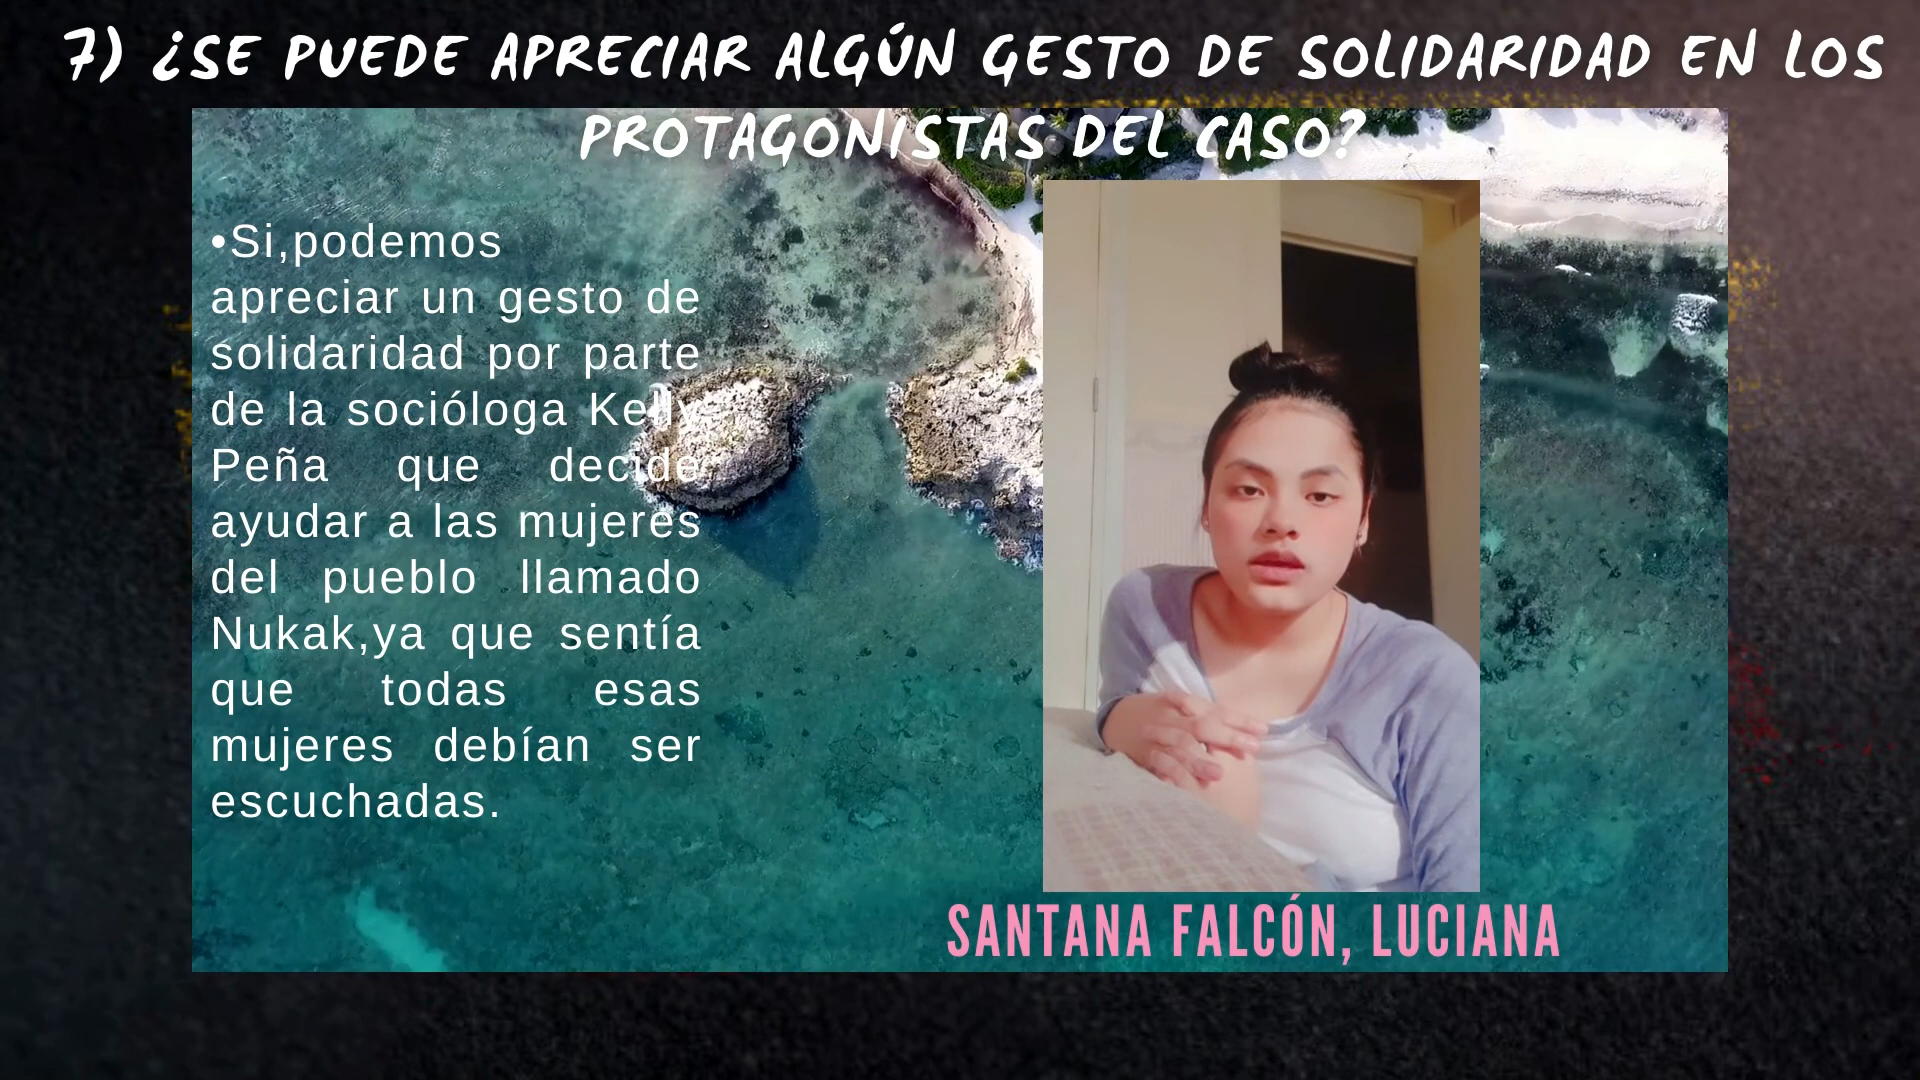 7) ¿SE PUEDE APRECIAR ALGÚN GESTO DE SOLIDARIDAD EN LOS
PROTAGONISTAS DEL CASO?
•Si,podemos
apreciar un gesto de
solidaridad por parte
de la socióloga Kelly
Peña que decide
ayudar a las mujeres
del pueblo llamado
Nukak,ya que sentía
que todas esas
mujeres debían ser
escuchadas.
SANTANA FALCÓN, LUCIANA